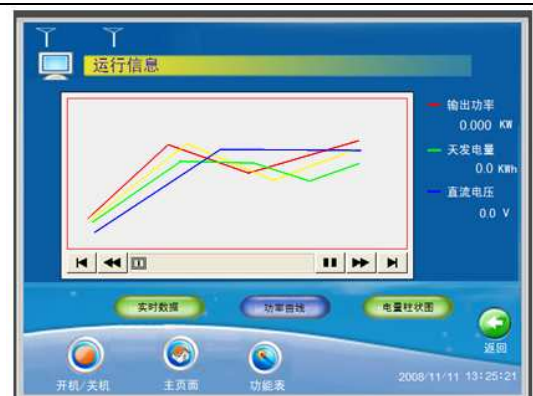 运行信息
输出功率
0.000 KW
天发电量
0.0 KWh
直流电压
0.0 V
实时数据
功率曲线
电量柱状图
返回
开机/关机
主页面
功能表
2008/11/11 13:25:21